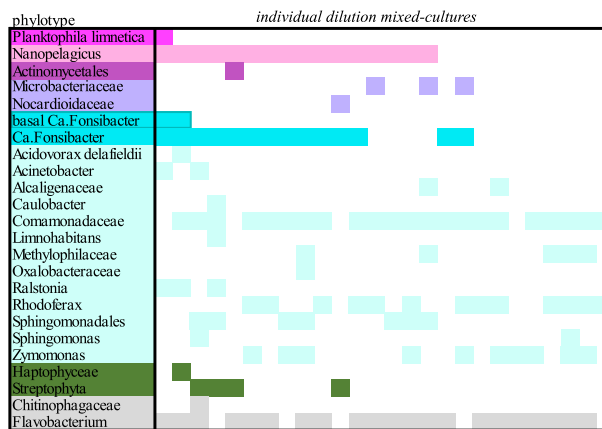 phylotype
individual dilution mixed-cultures
Planktophila limnetica
Nanopelagicus
Actinomycetales
Microbacteriaceae
Nocardioidaceae
basal Ca.Fonsibacter
Ca.Fonsibacter
Acidovorax delafieldii
Acinetobacter
Alcaligenaceae
Caulobacter
Comamonadaceae
Limnohabitans
Methylophilaceae
Oxalobacteraceae
Ralstonia
Rhodoferax
Sphingomonadales
Sphingomonas
Zymomonas
Haptophyceae
Streptophyta
Chitinophagaceae
Flavobacterium